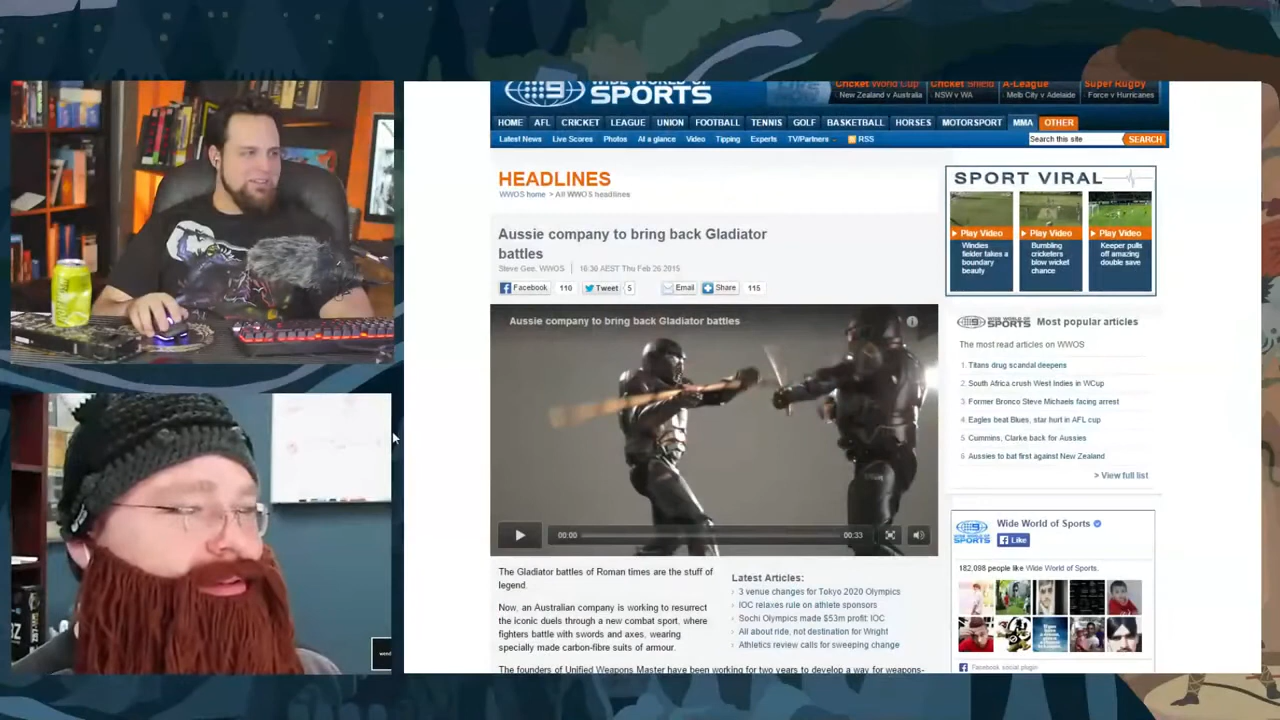 WIDE WORLD OF
SPORTS
Cricket World Cup
New Zealand v Australia
Cricket Shield
NSW v WA
A-League
Melb City v Adelaide
Super Rugby
Force v Hurricanes
HOME AFL CRICKET LEAGUE UNION FOOTBALL TENNIS GOLF BASKETBALL HORSES MOTORSPORT MMA OTHER
Latest News Live Scores Photos At a glance Video Tipping Experts TV/Partners RSS
Search this site SEARCH
HEADLINES
WWOS home > All WWOS headlines
Aussie company to bring back Gladiator
battles
Steve Gee, WWOS | 16:30 AEST Thu Feb 26 2015
Facebook 110 Tweet 5 Email Share 115
Aussie company to bring back Gladiator battles
00:00 00:33
The Gladiator battles of Roman times are the stuff of
legend.
Now, an Australian company is working to resurrect
the iconic duels through a new combat sport, where
fighters battle with swords and axes, wearing
specially made carbon-fibre suits of armour.
The founders of Unified Weapons Master have been working for two years to develop a way for weapons-
Latest Articles:
3 venue changes for Tokyo 2020 Olympics
IOC relaxes rule on athlete sponsors
Sochi Olympics made $53m profit: IOC
All about ride, not destination for Wright
Athletics review calls for sweeping change
SPORT VIRAL
Play Video
Windies
fielder takes a
boundary
beauty
Play Video
Bumbling
cricketers
blow wicket
chance
Play Video
Keeper pulls
off amazing
double save
WIDE WORLD OF
SPORTS
Most popular articles
The most read articles on WWOS
1. Titans drug scandal deepens
2. South Africa crush West Indies in WCup
3. Former Bronco Steve Michaels facing arrest
4. Eagles beat Blues, star hurt in AFL cup
5. Cummins, Clarke back for Aussies
6. Aussies to bat first against New Zealand
> View full list
WIDE WORLD OF
SPORTS
Wide World of Sports
Like
182,098 people like Wide World of Sports.
Facebook social plugin